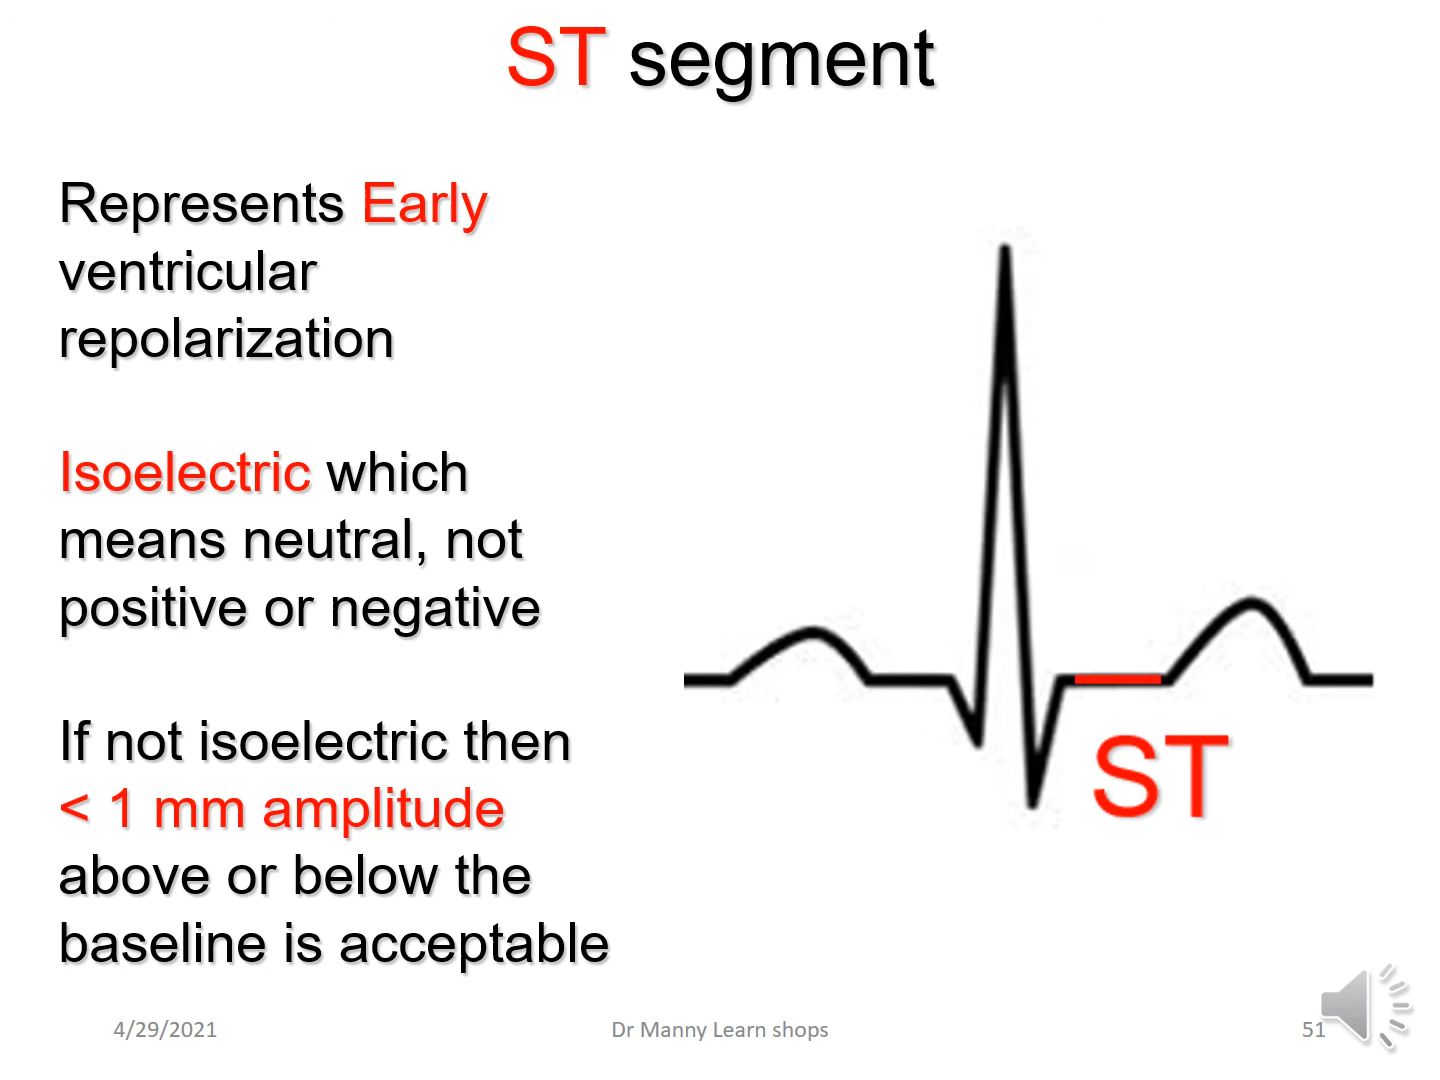 ST segment
Represents Early
ventricular
repolarization
Isoelectric which
means neutral, not
positive or negative
If not isoelectric then
< 1 mm amplitude
above or below the
baseline is acceptable
ST
4/29/2021
Dr Manny Learn shops
51